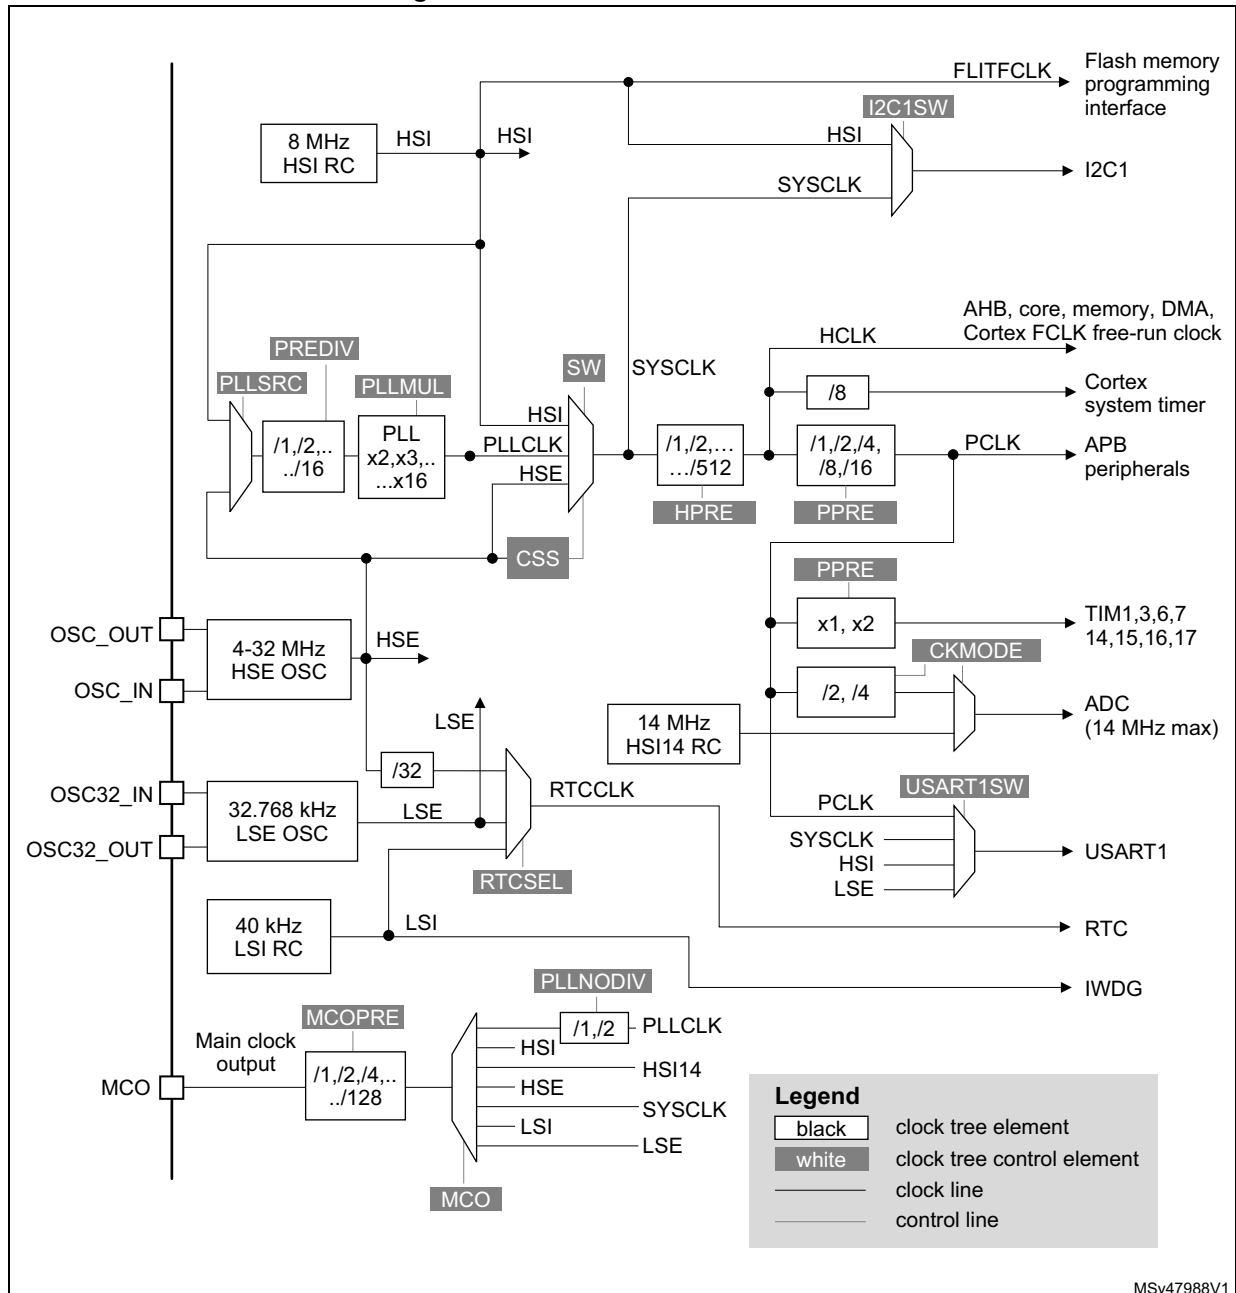 FLITFCLK
Flash memory
programming
interface
I2C1SW
8 MHz
HSI RC
HSI
HSI
HSI
SYSCLK
I2C1
AHB, core, memory, DMA,
Cortex FCLK free-run clock
HCLK
PREDIV
PLLSRC
PLLMUL
SW
SYSCLK
/8
Cortex
system timer
/1,/2,..
../16
PLL
x2,x3,..
...x16
HSI
PLLCLK
HSE
/1,/2,…
…/512
/1,/2,/4,
/8,/16
PCLK
APB
peripherals
HPRE
PPRE
CSS
PPRE
OSC_OUT
OSC_IN
4-32 MHz
HSE OSC
HSE
x1, x2
TIM1,3,6,7
14,15,16,17
CKMODE
/2, /4
14 MHz
HSI14 RC
ADC
(14 MHz max)
LSE
/32
OSC32_IN
OSC32_OUT
32.768 kHz
LSE OSC
LSE
RTCCLK
RTCSEL
PCLK
USART1SW
SYSCLK
HSI
LSE
USART1
40 kHz
LSI RC
LSI
RTC
IWDG
PLLNODIV
MCOPRE
Main clock
output
MCO
/1,/2,/4,..
../128
/1,/2
PLLCLK
HSI
HSI14
HSE
SYSCLK
LSI
LSE
MCO
Legend
black
clock tree element
white
clock tree control element
clock line
control line
MSv47988V1